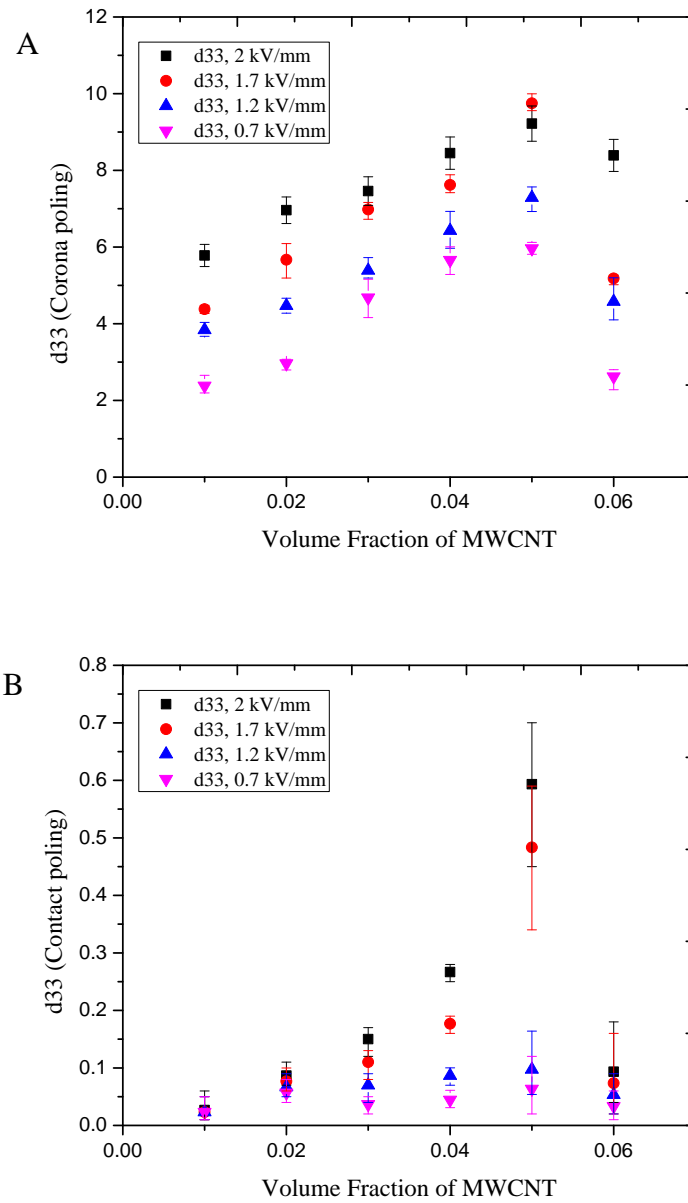 A
12
10
8
6
4
2
0
d33 (Corona poling)
d33, 2 kV/mm
d33, 1.7 kV/mm
d33, 1.2 kV/mm
d33, 0.7 kV/mm
0.00 0.02 0.04 0.06
Volume Fraction of MWCNT
B
0.8
0.7
0.6
0.5
0.4
0.3
0.2
0.1
0.0
d33 (Contact poling)
d33, 2 kV/mm
d33, 1.7 kV/mm
d33, 1.2 kV/mm
d33, 0.7 kV/mm
0.00 0.02 0.04 0.06
Volume Fraction of MWCNT